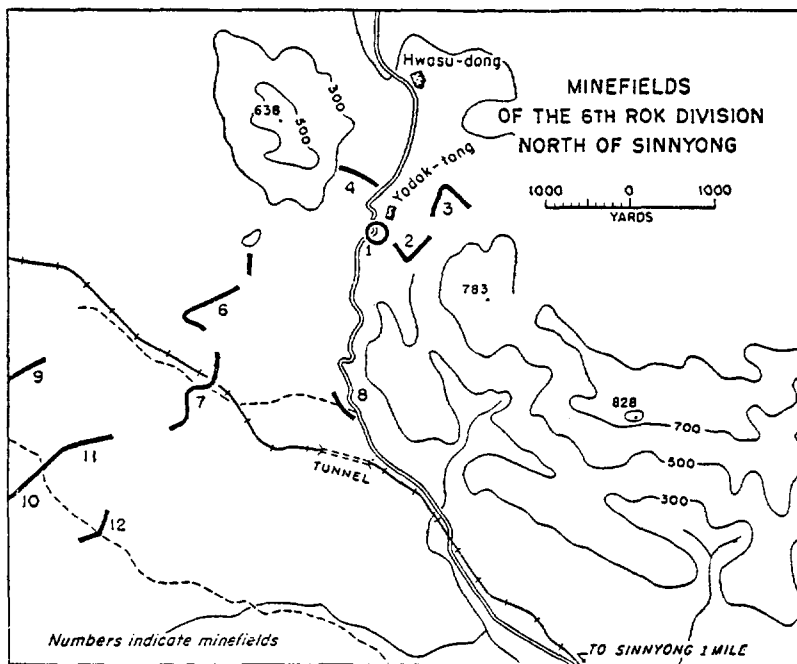 Hwasu-dong
MINEFIELDS
OF THE 6TH ROK DIVISION
NORTH OF SINNYONG
1000 0 1000
YARDS
300
638
500
4
Yodok-tong
3
1
2
783
6
9
7
8
828
700
11
500
TUNNEL
300
10
12
Numbers indicate minefields
TO SINNYONG 1 MILE